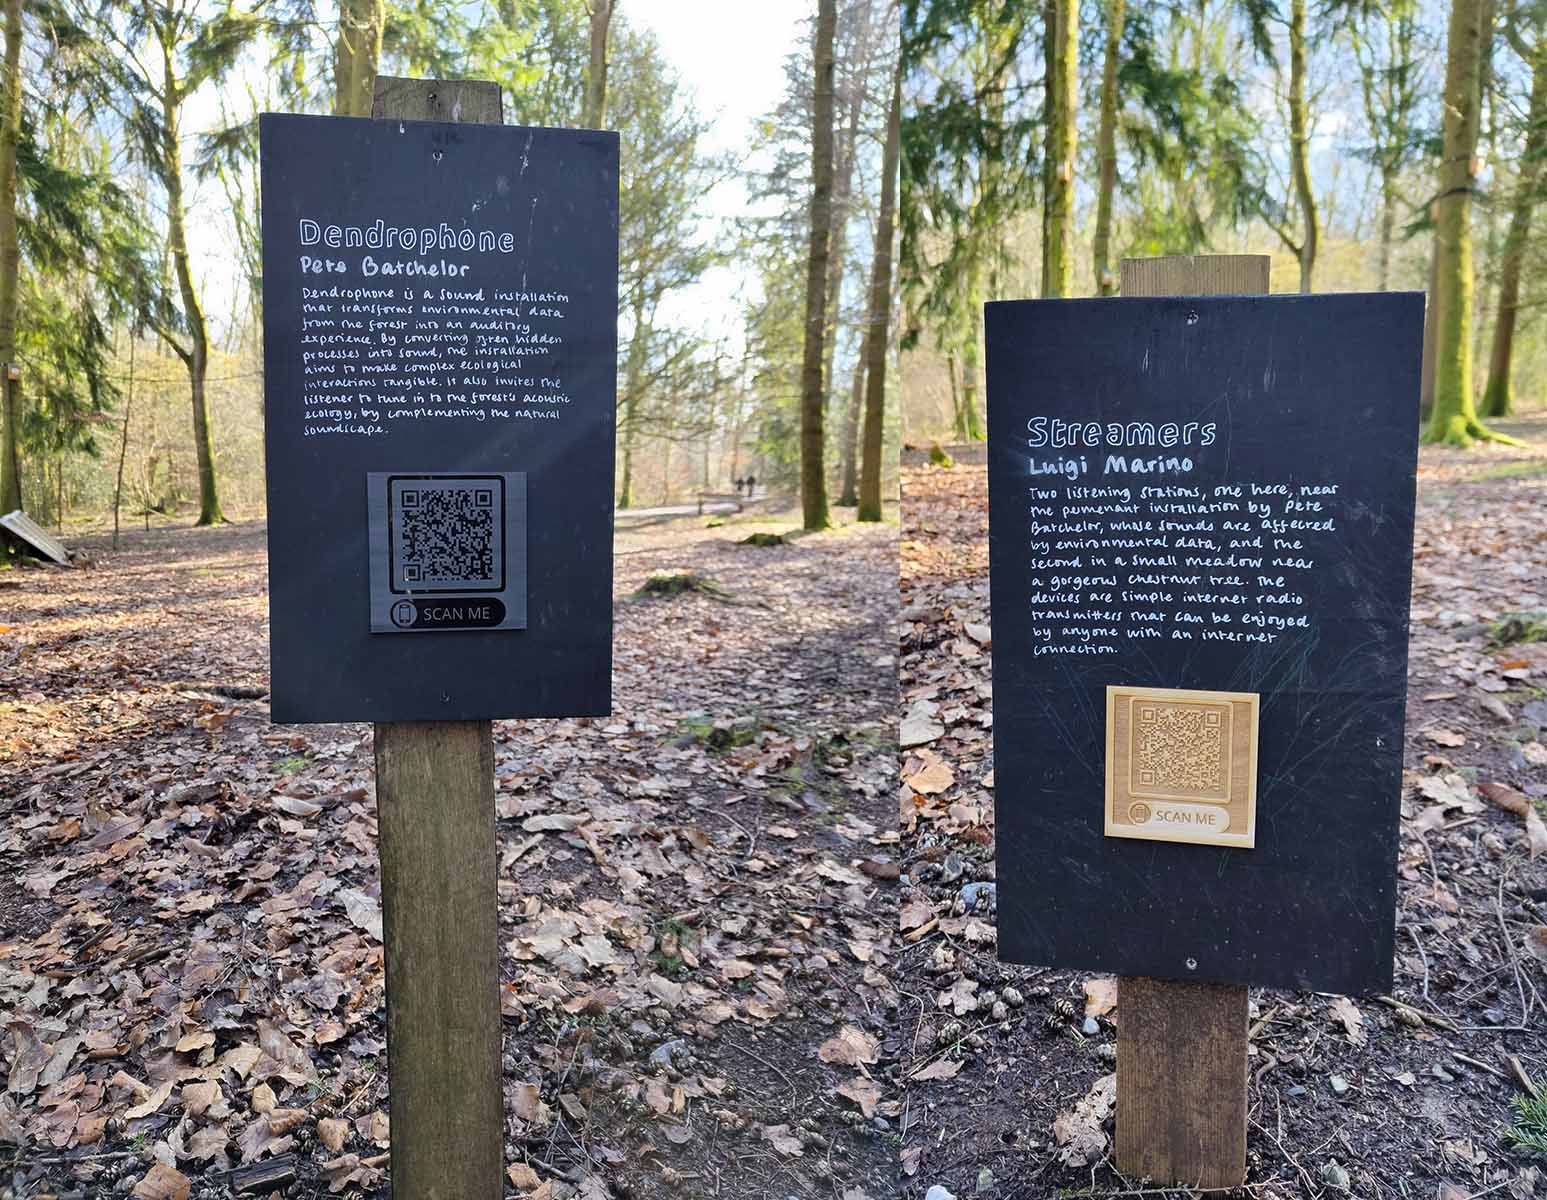 Dendrophone
Pete Batchelor
Dendrophone is a sound installation
that transforms environmental data
from the forest into an auditory
experience. By converting often hidden
processes into sound, the installation
aims to make complex ecological
interactions tangible. It also invites the
listener to tune in to the forest's acoustic
ecology, by complementing the natural
soundscape.
SCAN ME
Streamers
Luigi Marino
Two listening stations, one here, near
the permenant installation by Pete
Batchelor, whose sounds are affected
by environmental data, and the
second in a small meadow near
a gorgeous chestnut tree. The
devices are simple internet radio
transmitters that can be enjoyed
by anyone with an internet
connection.
SCAN ME